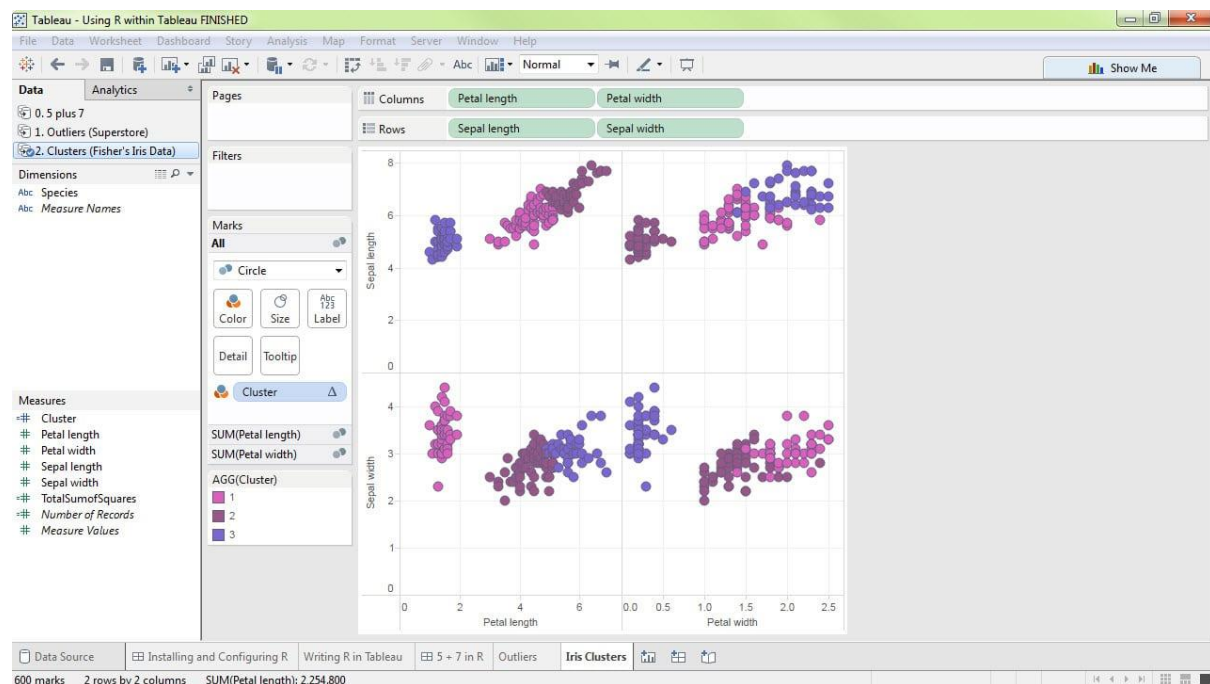 Tableau - Using R within Tableau FINISHED
File Data Worksheet Dashboard Story Analysis Map Format Server Window Help
Abc Normal Show Me
Data Analytics
0. 5 plus 7
1. Outliers (Superstore)
2. Clusters (Fisher's Iris Data)
Dimensions
Abc Species
Abc Measure Names
Measures
Cluster
Petal length
Petal width
Sepal length
Sepal width
TotalSumofSquares
Number of Records
Measure Values
Pages
Filters
Marks
All
Circle
Color Size Abc 123 Label
Detail Tooltip
Cluster Δ
SUM(Petal length)
SUM(Petal width)
AGG(Cluster)
1
2
3
Columns Petal length Petal width
Rows Sepal length Sepal width
8
6
4
2
0
Sepal length
4
3
2
1
0
Sepal width
0 2 4 6 0.0 0.5 1.0 1.5 2.0 2.5
Petal length Petal width
Data Source Installing and Configuring R Writing R in Tableau 5 + 7 in R Outliers Iris Clusters
600 marks 2 rows by 2 columns SUM(Petal length): 2,254.800